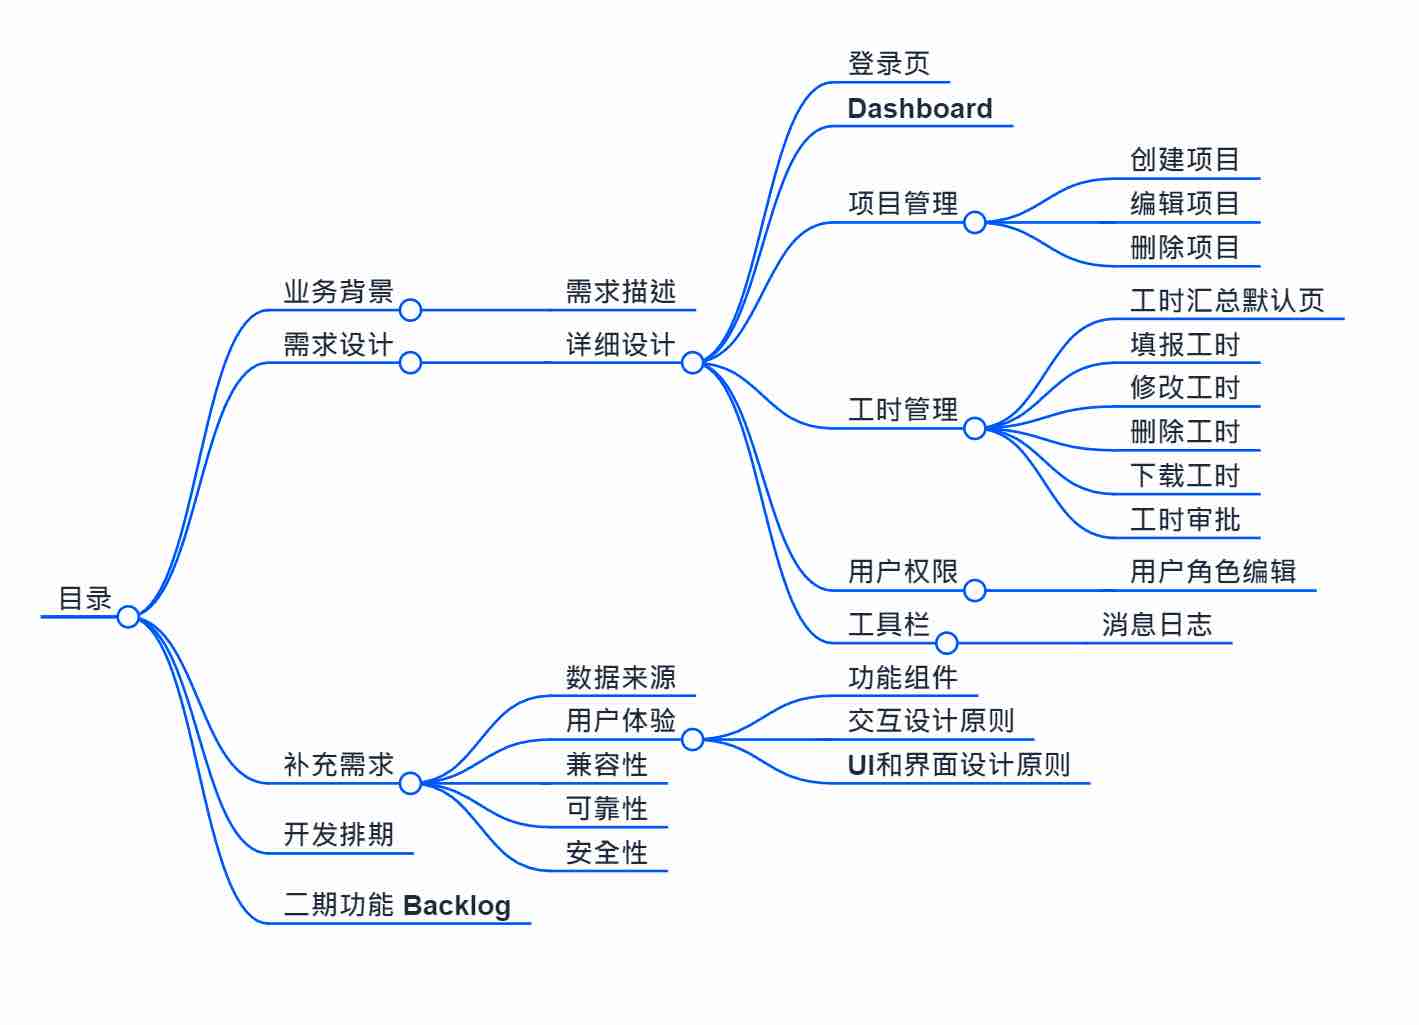 目录
业务背景
需求描述
需求设计
详细设计
登录页
Dashboard
项目管理
创建项目
编辑项目
删除项目
工时管理
工时汇总默认页
填报工时
修改工时
删除工时
下载工时
工时审批
用户权限
用户角色编辑
工具栏
消息日志
补充需求
数据来源
用户体验
功能组件
交互设计原则
UI和界面设计原则
兼容性
可靠性
安全性
开发排期
二期功能 Backlog